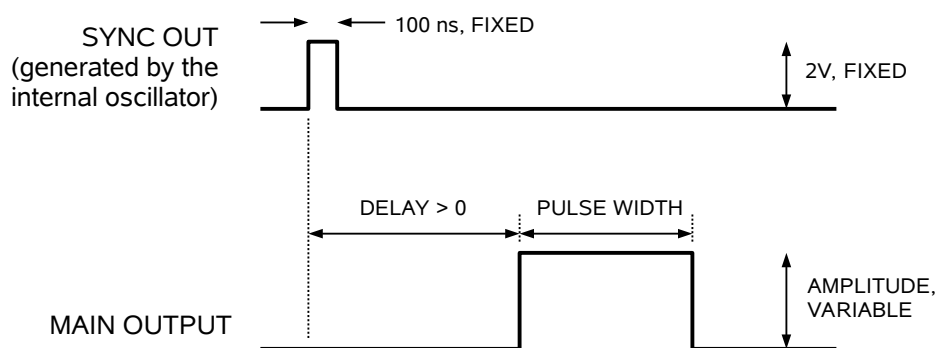 100 ns, FIXED
SYNC OUT
(generated by the
internal oscillator)
2V, FIXED
DELAY > 0
PULSE WIDTH
AMPLITUDE,
VARIABLE
MAIN OUTPUT